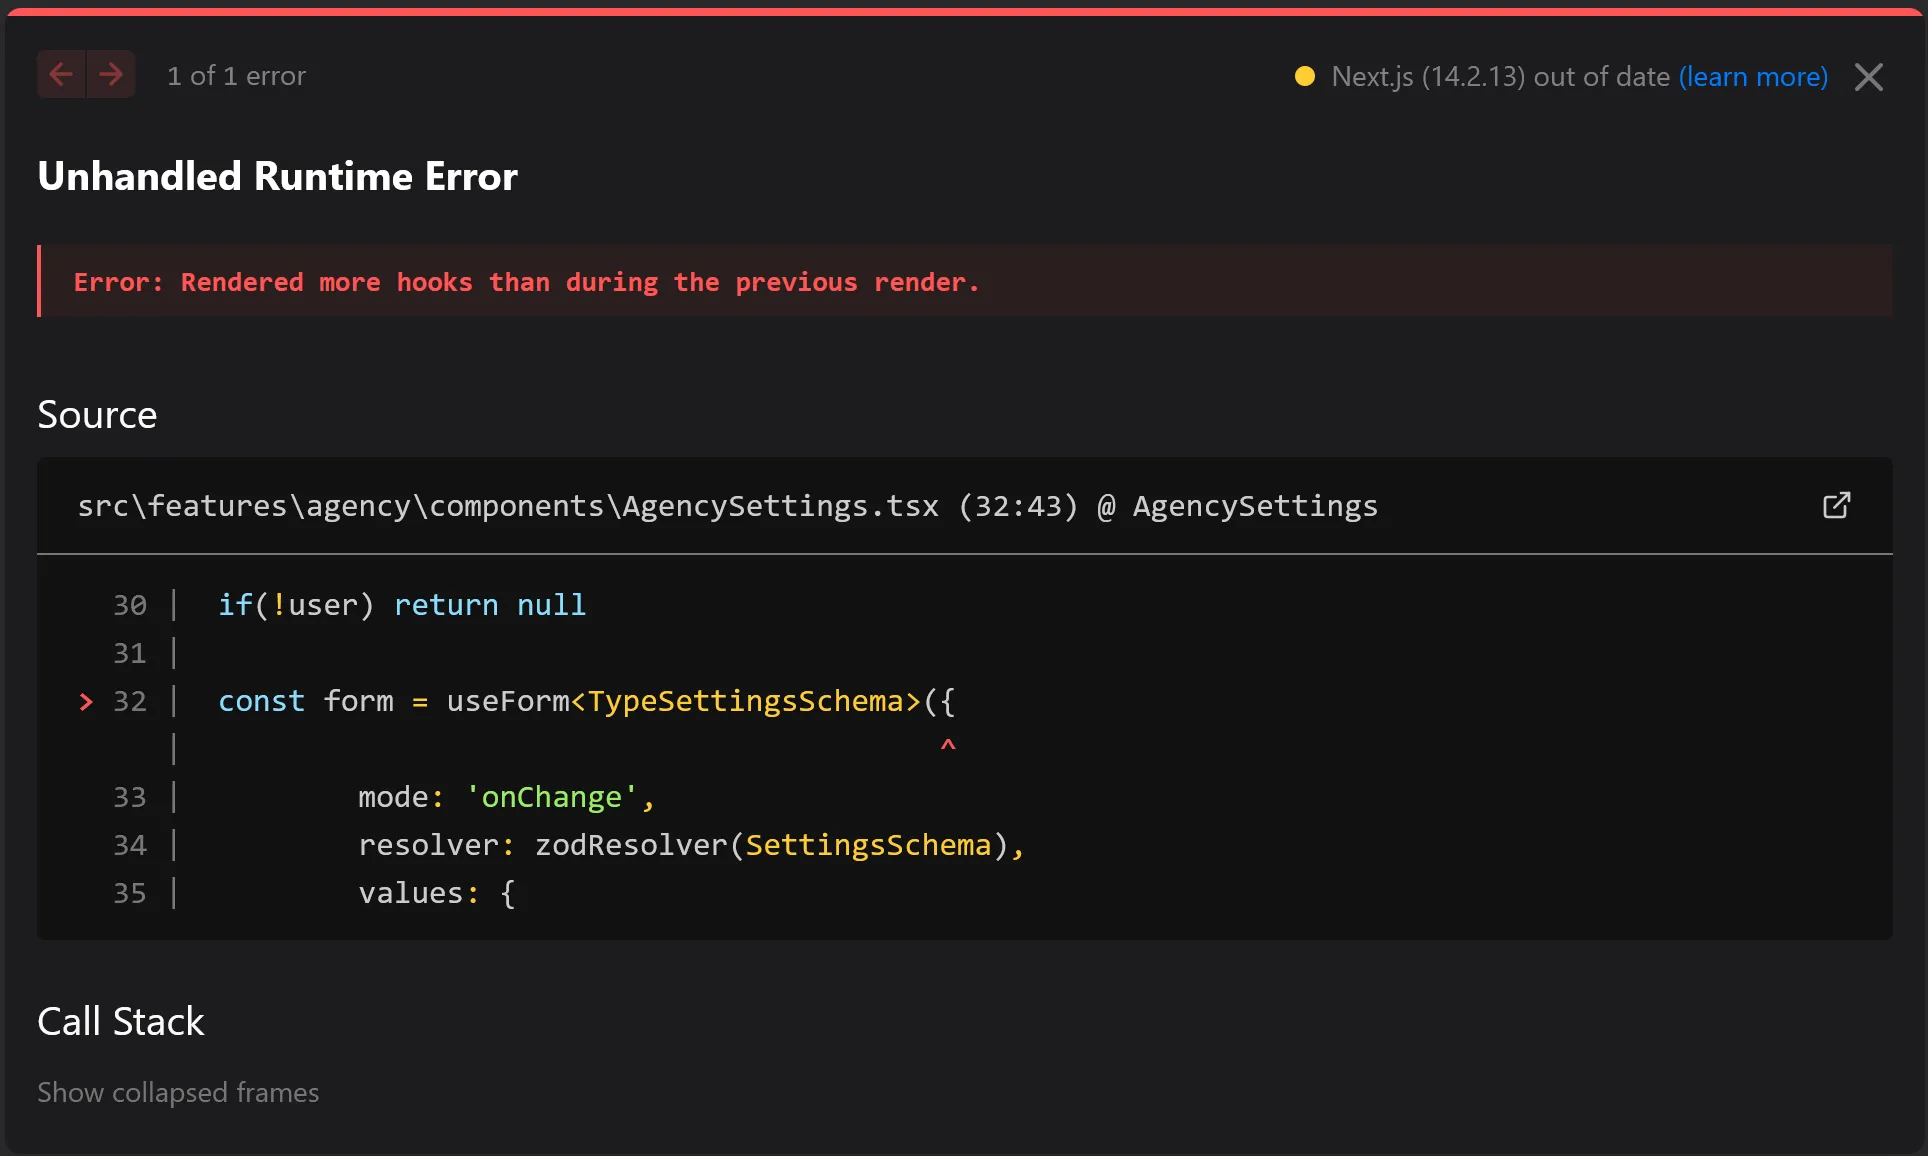 1 of 1 error
Next.js (14.2.13) out of date (learn more)
Unhandled Runtime Error
Error: Rendered more hooks than during the previous render.
Source
src\features\agency\components\AgencySettings.tsx (32:43) @ AgencySettings
30 |  if(!user) return null
31 |
> 32 |  const form = useForm<TypeSettingsSchema>({
|                                           ^
33 |          mode: 'onChange',
34 |          resolver: zodResolver(SettingsSchema),
35 |          values: {
Call Stack
Show collapsed frames